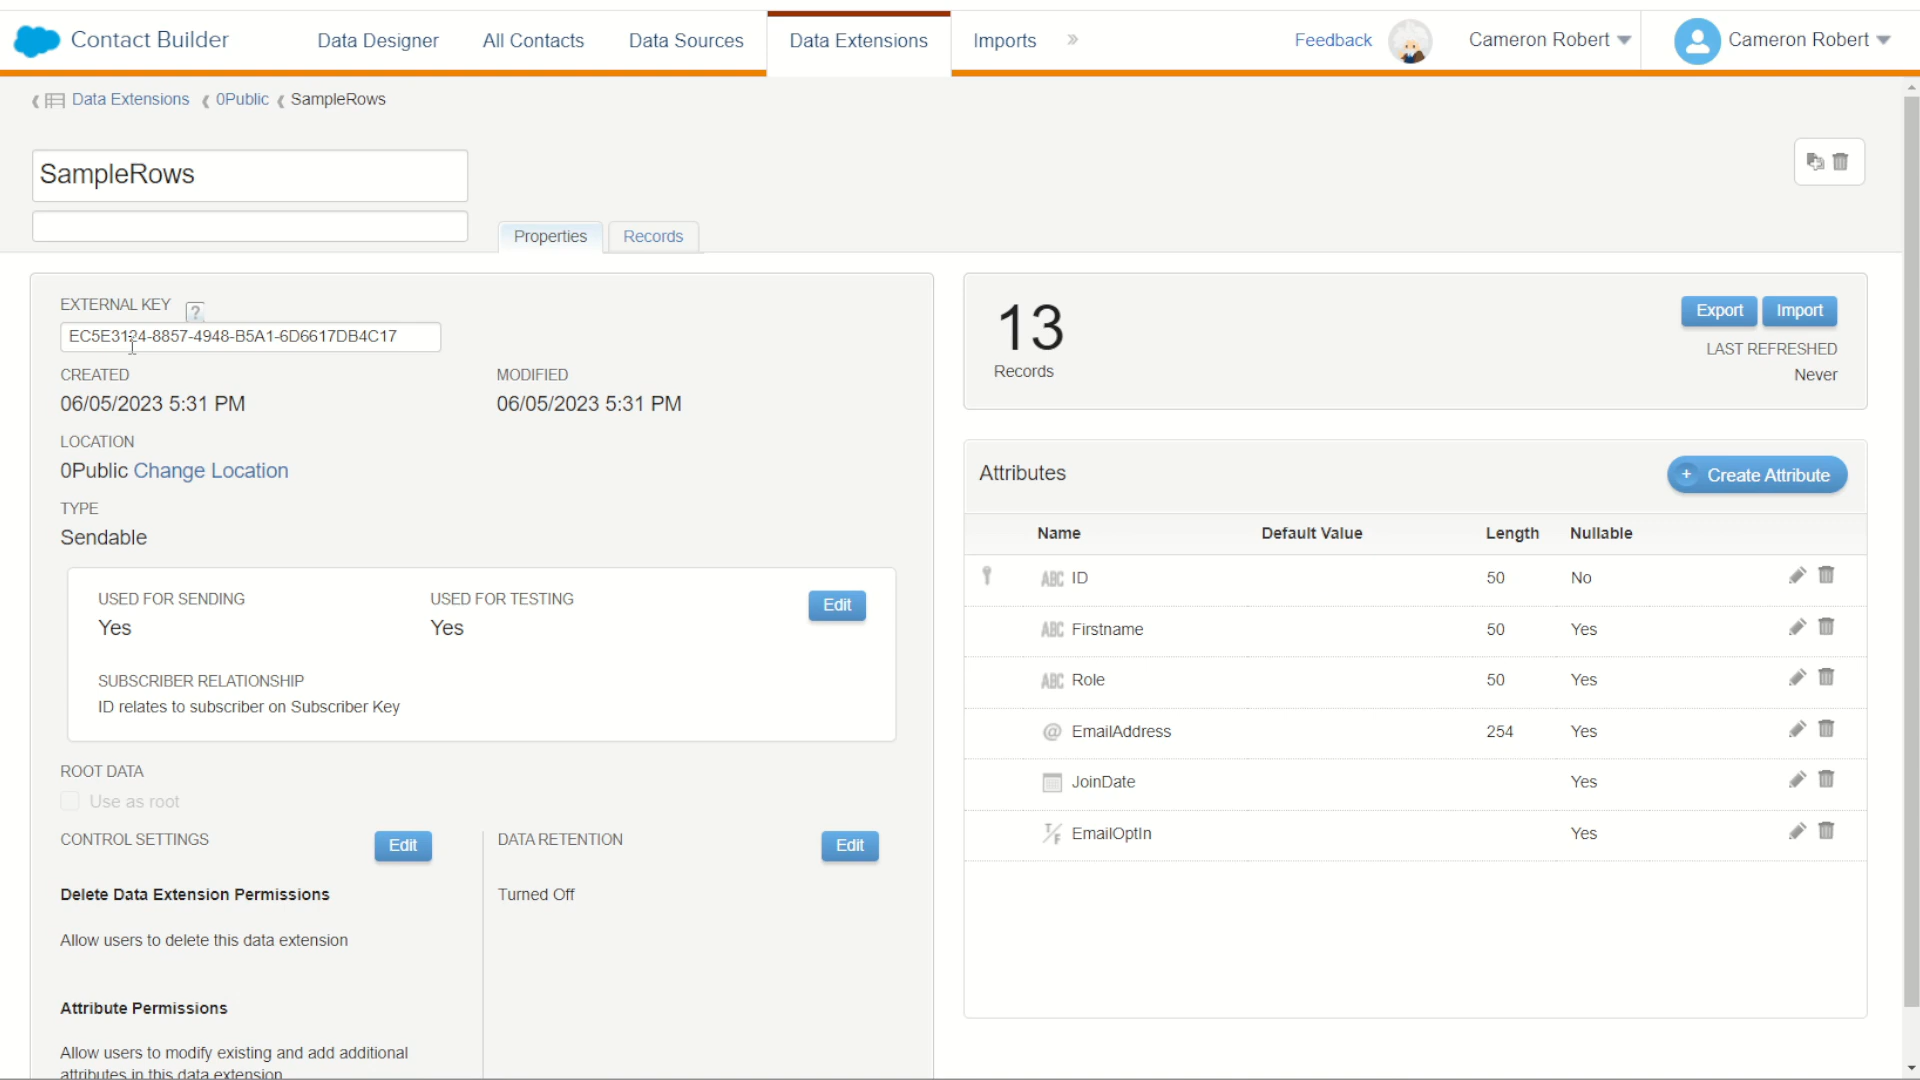 Contact Builder
Data Designer
All Contacts
Data Sources
Data Extensions
Imports
Feedback
Cameron Robert
Cameron Robert
Data Extensions
0Public
SampleRows
SampleRows
Properties
Records
EXTERNAL KEY
?
EC5E3124-8857-4948-B5A1-6D6617DB4C17
CREATED
06/05/2023 5:31 PM
MODIFIED
06/05/2023 5:31 PM
LOCATION
0Public Change Location
TYPE
Sendable
USED FOR SENDING
Yes
USED FOR TESTING
Yes
Edit
SUBSCRIBER RELATIONSHIP
ID relates to subscriber on Subscriber Key
ROOT DATA
Use as root
CONTROL SETTINGS
Edit
Delete Data Extension Permissions
Allow users to delete this data extension
Attribute Permissions
Allow users to modify existing and add additional
attributes in this data extension
DATA RETENTION
Edit
Turned Off
13
Records
Export
Import
LAST REFRESHED
Never
Attributes
+ Create Attribute
Name Default Value Length Nullable
ABC ID 50 No
ABC Firstname 50 Yes
ABC Role 50 Yes
@ EmailAddress 254 Yes
JoinDate Yes
T/F EmailOptIn Yes